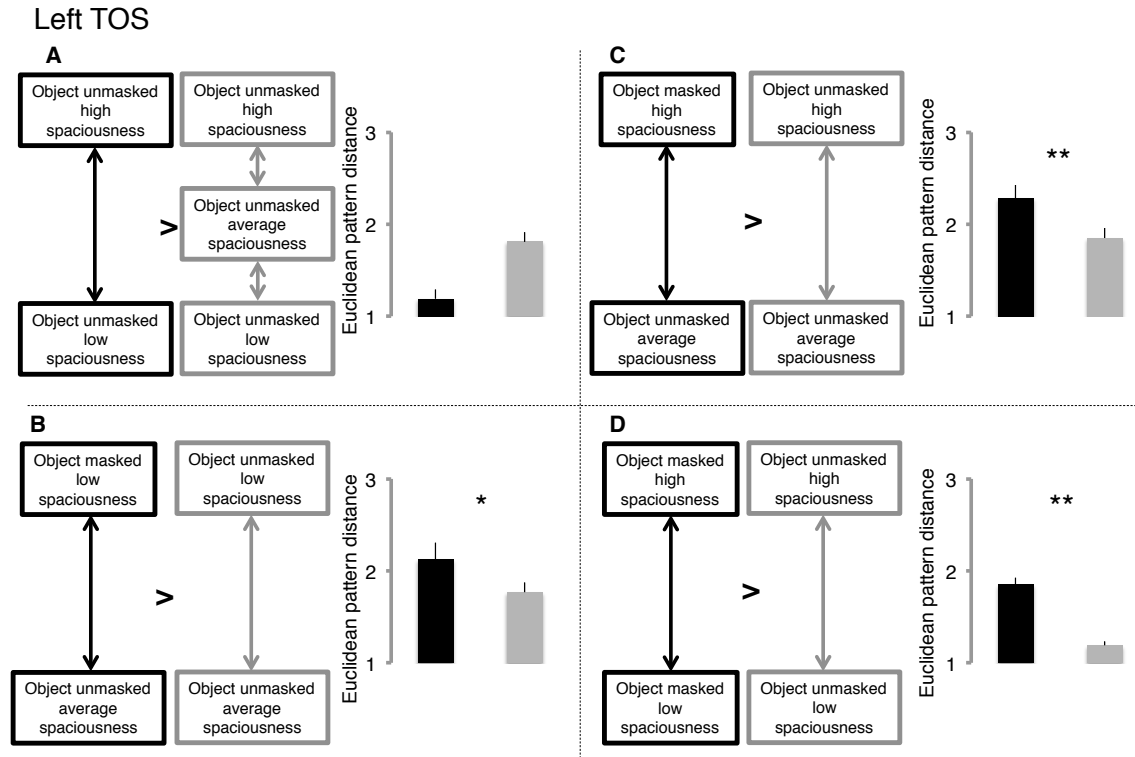 Left TOS
A
Object unmasked
high
spaciousness
Object unmasked
high
spaciousness
>
Object unmasked
average
spaciousness
Object unmasked
low
spaciousness
Object unmasked
low
spaciousness
Euclidean pattern distance
3
2
1
C
Object masked
high
spaciousness
Object unmasked
high
spaciousness
>
Object unmasked
average
spaciousness
Object unmasked
average
spaciousness
Euclidean pattern distance
3
2
1
**
B
Object masked
low
spaciousness
Object unmasked
low
spaciousness
>
Object unmasked
average
spaciousness
Object unmasked
average
spaciousness
Euclidean pattern distance
3
2
1
*
D
Object masked
high
spaciousness
Object unmasked
high
spaciousness
>
Object masked
low
spaciousness
Object unmasked
low
spaciousness
Euclidean pattern distance
3
2
1
**